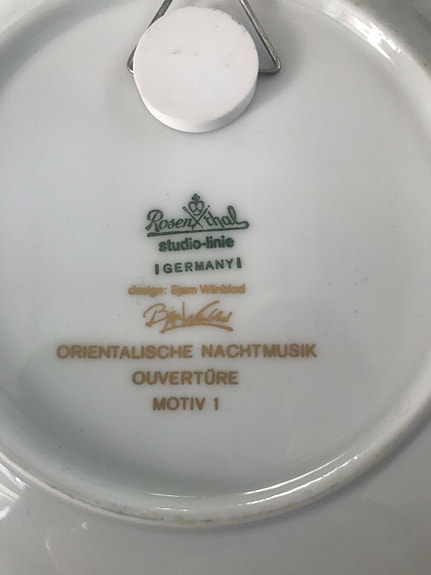 Rosenthal
studio-linie
GERMANY
design: Bjørn Wiinblad
ORIENTALISCHE NACHTMUSIK
OUVERTÜRE
MOTIV 1